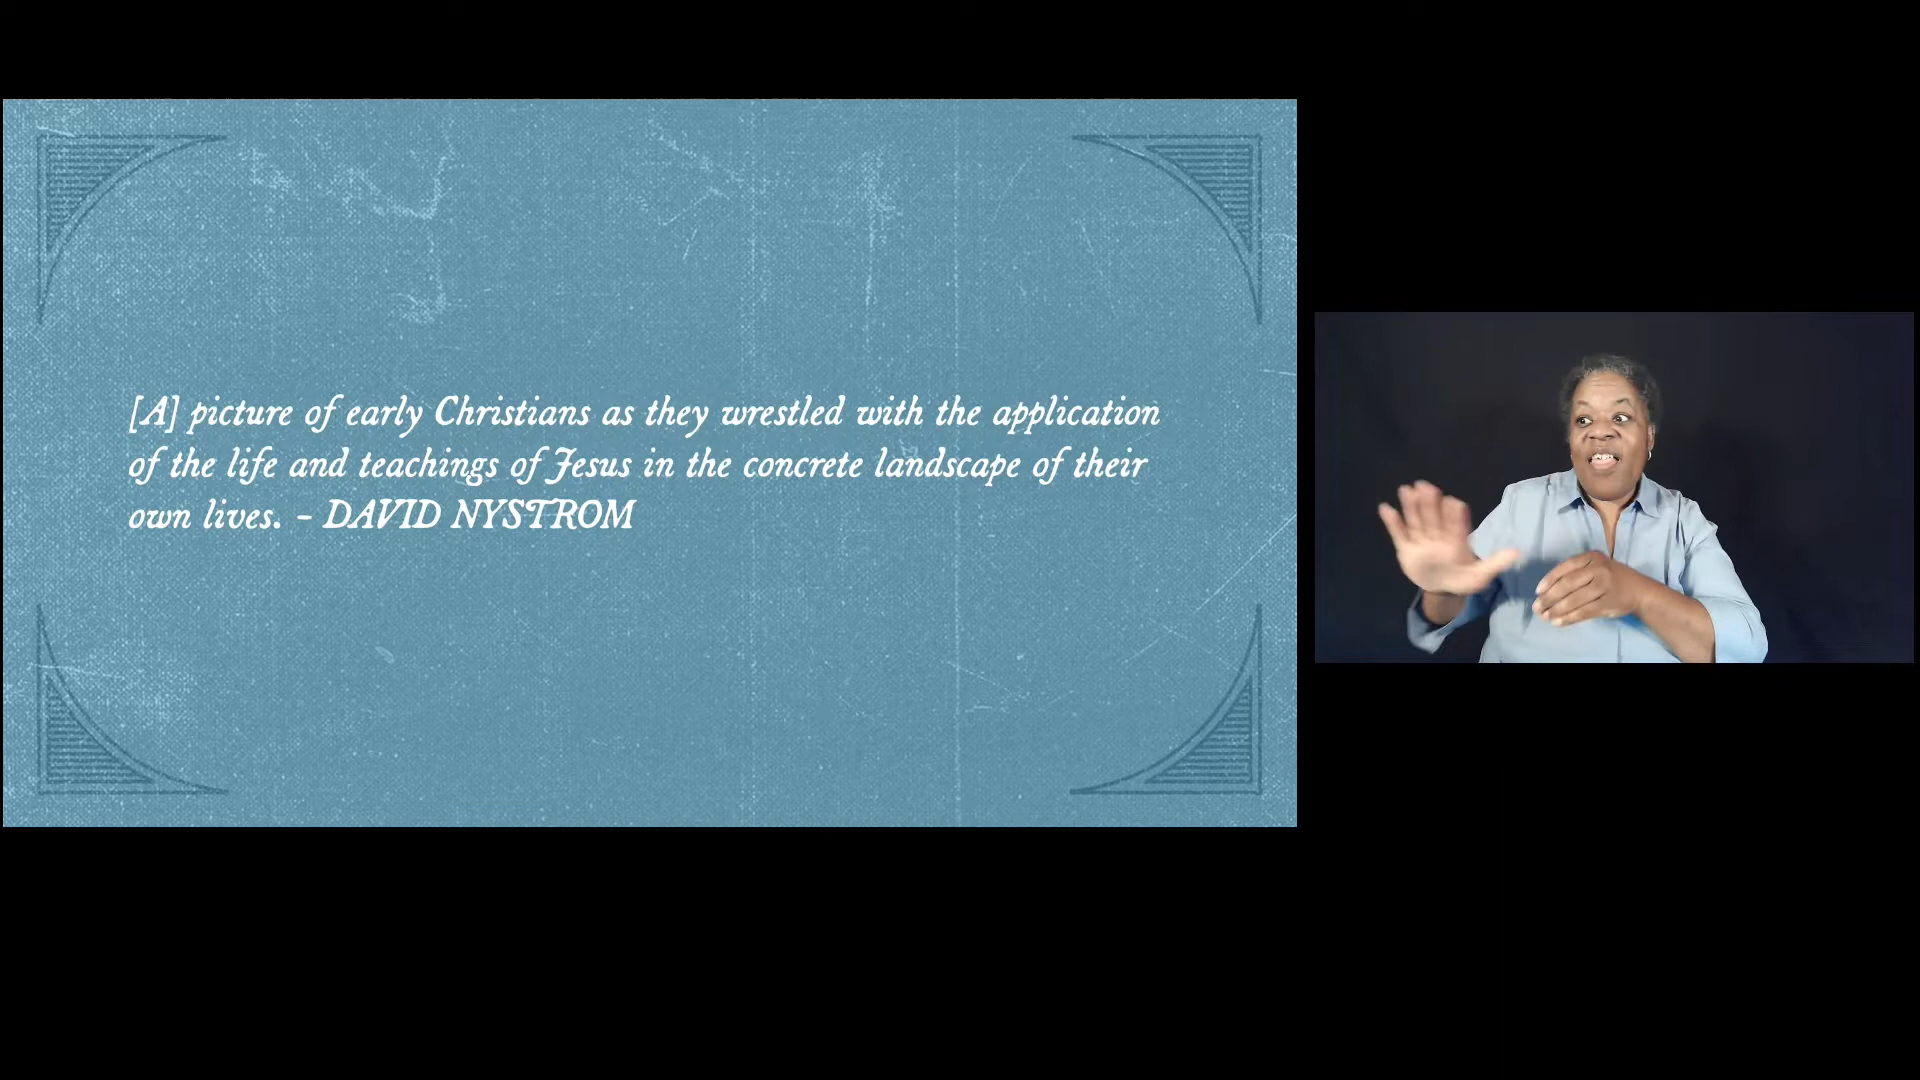 [A] picture of early Christians as they wrestled with the application
of the life and teachings of Jesus in the concrete landscape of their
own lives. – DAVID NYSTROM